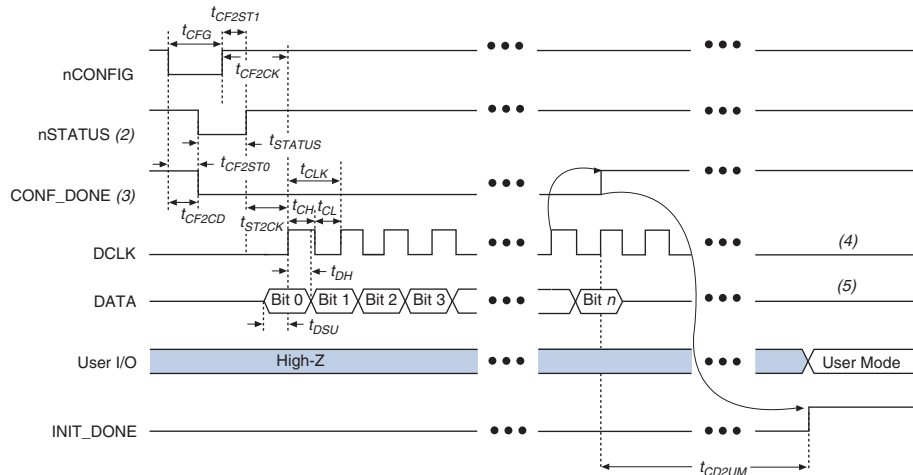 tCF2ST1
tCFG
nCONFIG
tCF2CK
nSTATUS (2)
tSTATUS
tCF2ST0
tCLK
CONF_DONE (3)
tCF2CD
tST2CK
tCH
tCL
DCLK
(4)
tDH
DATA
Bit 0
Bit 1
Bit 2
Bit 3
Bit n
(5)
tDSU
User I/O
High-Z
User Mode
INIT_DONE
tCD2UM